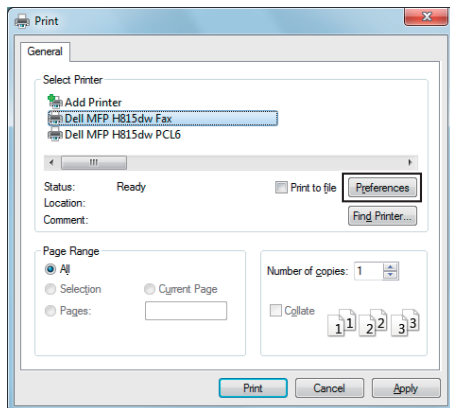 Print
General
Select Printer
Add Printer
Dell MFP H815dw Fax
Dell MFP H815dw PCL6
Status: Ready
Print to file
Preferences
Location:
Comment:
Find Printer...
Page Range
All
Selection
Current Page
Pages:
Number of copies: 1
Collate
1 1 2 2 3 3
Print
Cancel
Apply